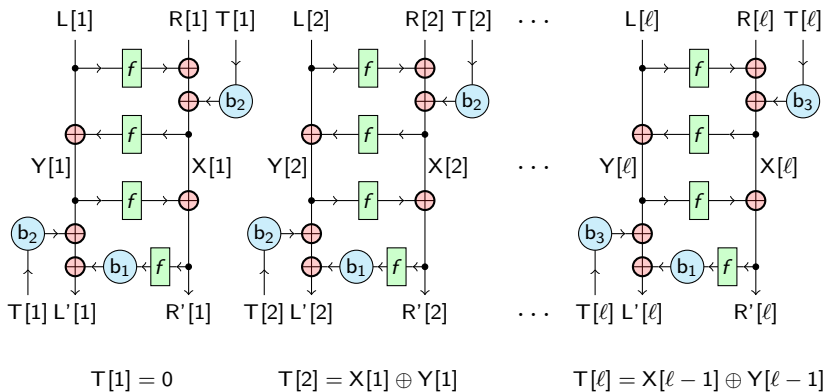 L[1] R[1] T[1] L[2] R[2] T[2] ... L[ℓ] R[ℓ] T[ℓ]
f f f
b₂ b₂ b₃
f f f
Y[1] X[1] Y[2] X[2] ... Y[ℓ] X[ℓ]
f f f
b₂ b₂ b₃
b₁ f b₁ f b₁ f
T[1] L'[1] R'[1] T[2] L'[2] R'[2] ... T[ℓ] L'[ℓ] R'[ℓ]
T[1] = 0 T[2] = X[1] ⊕ Y[1] T[ℓ] = X[ℓ − 1] ⊕ Y[ℓ − 1]